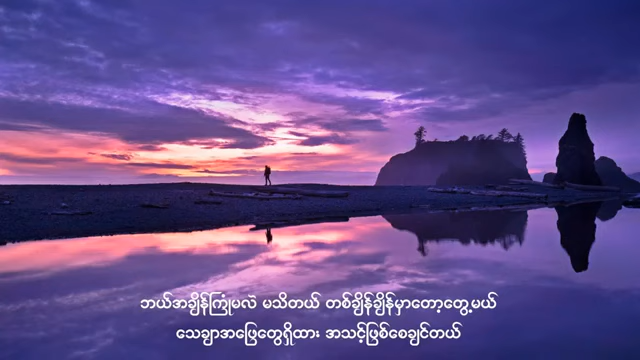 ဘယ်အချိန်ကြုံမလဲ မသိတယ် တစ်ချိန်ချိန်မှာတော့တွေ့မယ်
သေချာအဖြေတွေရှိထား အသင့်ဖြစ်စေချင်တယ်